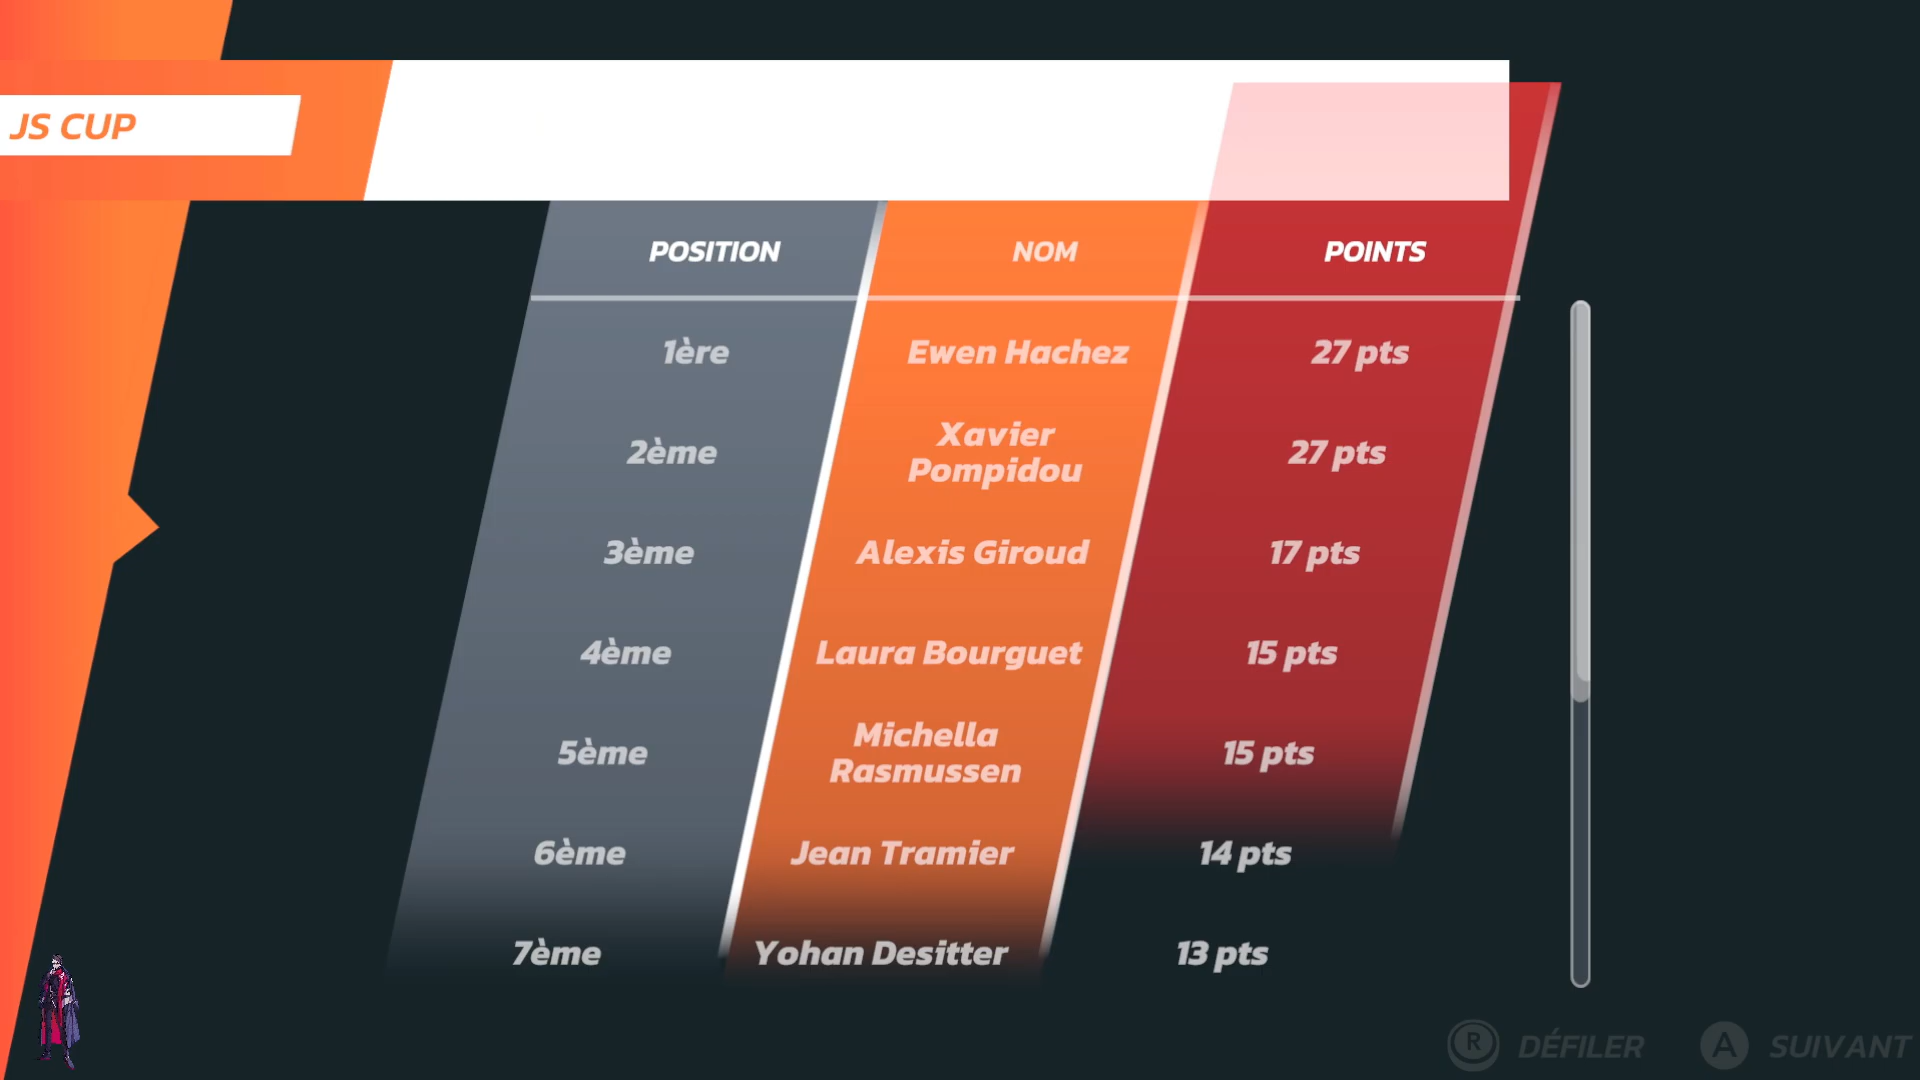 JS CUP
POSITION NOM POINTS
1ère Ewen Hachez 27 pts
2ème Xavier Pompidou 27 pts
3ème Alexis Giroud 17 pts
4ème Laura Bourguet 15 pts
5ème Michella Rasmussen 15 pts
6ème Jean Tramier 14 pts
7ème Yohan Desitter 13 pts
R DÉFILER A SUIVANT